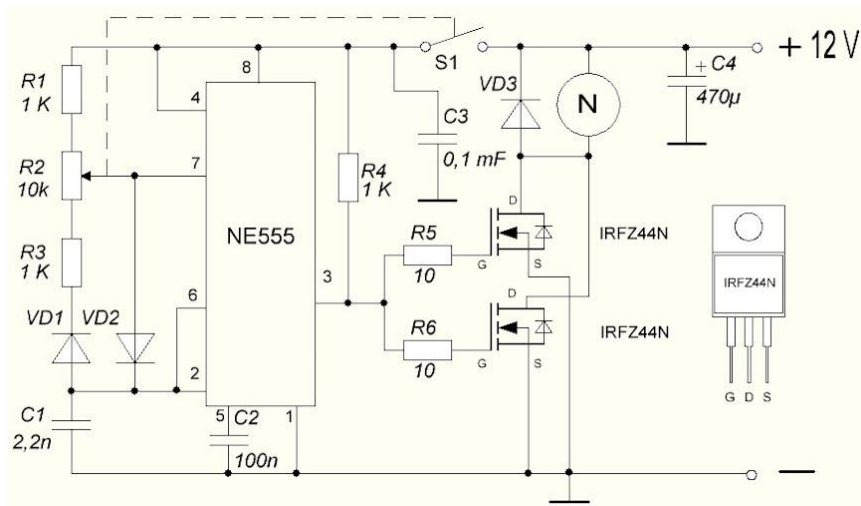 S1
+ 12 V
R1
1 K
8
4
VD3
N
+ C4
470µ
C3
0,1 mF
R2
10k
7
R4
1 K
NE555
D
G
S
IRFZ44N
R5
10
R3
1 K
3
IRFZ44N
VD1
VD2
6
D
G
S
IRFZ44N
R6
10
2
G D S
C1
2,2n
5
C2
100n
1
−